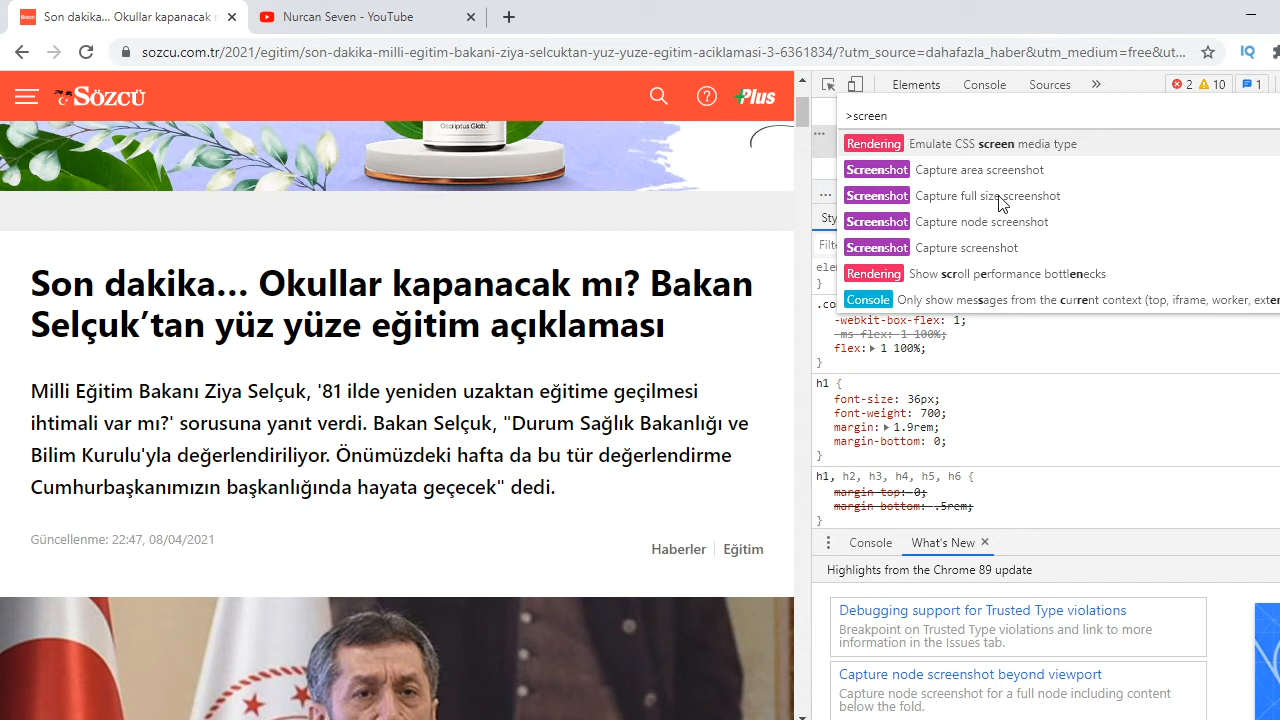 Son dakika... Okullar kapanacak
Nurcan Seven - YouTube
sozcu.com.tr/2021/egitim/son-dakika-milli-egitim-bakani-ziya-selcuktan-yuz-yuze-egitim-aciklamasi-3-6361834/?utm_source=dahafazla_haber&utm_medium=free&ut...
IQ
SÖZCÜ
Plus
Ocaliptus Glob.
Son dakika… Okullar kapanacak mı? Bakan
Selçuk’tan yüz yüze eğitim açıklaması
Milli Eğitim Bakanı Ziya Selçuk, '81 ilde yeniden uzaktan eğitime geçilmesi
ihtimali var mı?' sorusuna yanıt verdi. Bakan Selçuk, "Durum Sağlık Bakanlığı ve
Bilim Kurulu'yla değerlendiriliyor. Önümüzdeki hafta da bu tür değerlendirme
Cumhurbaşkanımızın başkanlığında hayata geçecek" dedi.
Güncellenme: 22:47, 08/04/2021
Haberler
Eğitim
Elements Console Sources » 2 10 1
>screen
Rendering Emulate CSS screen media type
Screenshot Capture area screenshot
Screenshot Capture full size screenshot
Screenshot Capture node screenshot
Screenshot Capture screenshot
Rendering Show scroll performance bottlenecks
Console Only show messages from the current context (top, iframe, worker, exte
Sty
Filte
elem
}
.co
-webkit-box-flex: 1;
-ms-flex: 1 100%;
flex: 1 100%;
}
h1 {
font-size: 36px;
font-weight: 700;
margin: 1.9rem;
margin-bottom: 0;
}
h1, h2, h3, h4, h5, h6 {
margin-top: 0;
margin-bottom: .5rem;
}
Console What's New
Highlights from the Chrome 89 update
Debugging support for Trusted Type violations
Breakpoint on Trusted Type violations and link to more
information in the Issues tab.
Capture node screenshot beyond viewport
Capture node screenshot for a full node including content
below the fold.